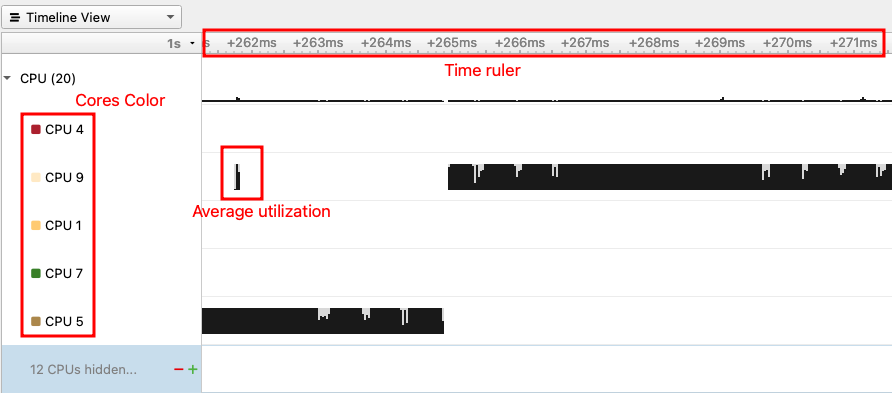 Timeline View
1s
s +262ms +263ms +264ms +265ms +266ms +267ms +268ms +269ms +270ms +271ms
Time ruler
CPU (20)
Cores Color
CPU 4
CPU 9
Average utilization
CPU 1
CPU 7
CPU 5
12 CPUs hidden...